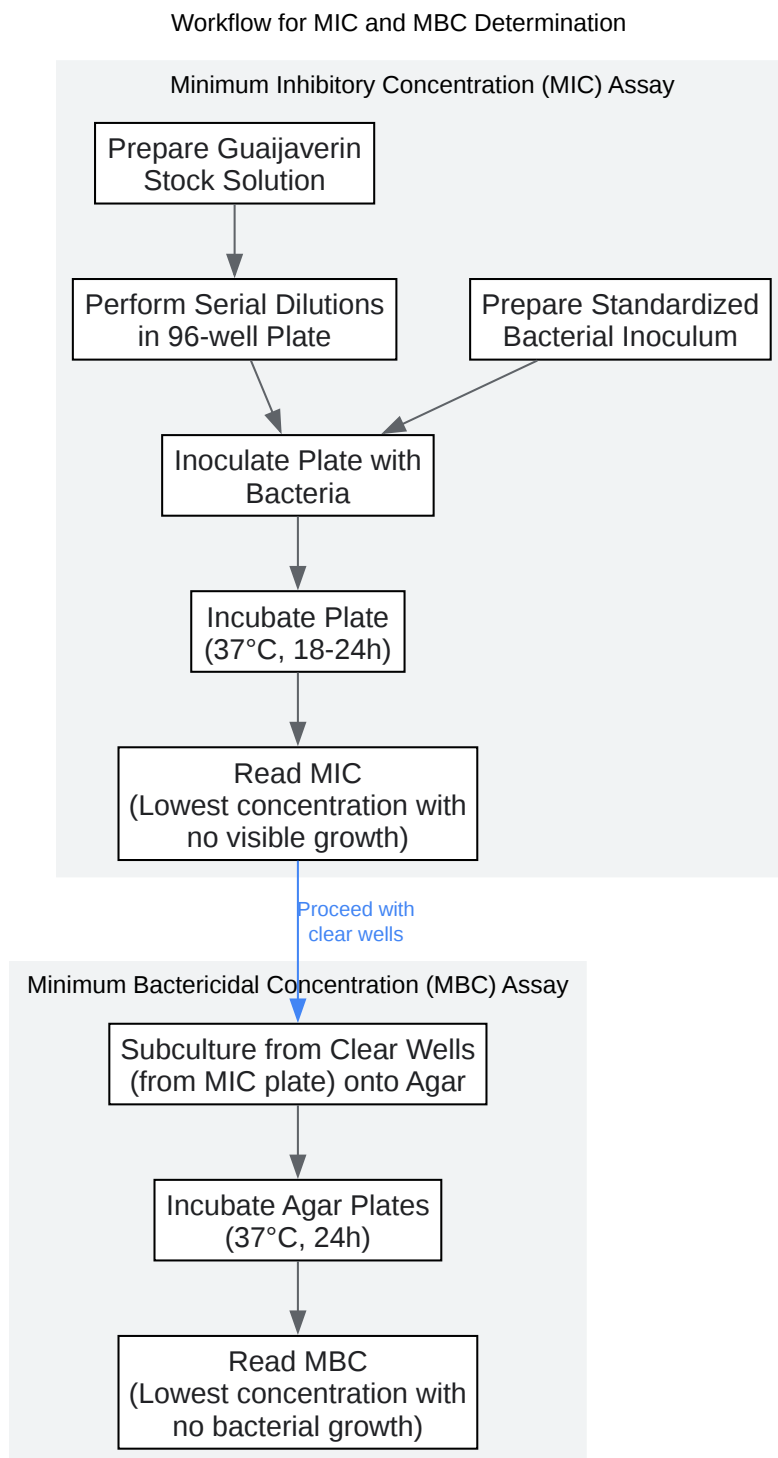 Workflow for MIC and MBC Determination
Minimum Inhibitory Concentration (MIC) Assay
Prepare Guaijaverin
Stock Solution
Perform Serial Dilutions
in 96-well Plate
Prepare Standardized
Bacterial Inoculum
Inoculate Plate with
Bacteria
Incubate Plate
(37°C, 18-24h)
Read MIC
(Lowest concentration with
no visible growth)
Proceed with
clear wells
Minimum Bactericidal Concentration (MBC) Assay
Subculture from Clear Wells
(from MIC plate) onto Agar
Incubate Agar Plates
(37°C, 24h)
Read MBC
(Lowest concentration with
no bacterial growth)